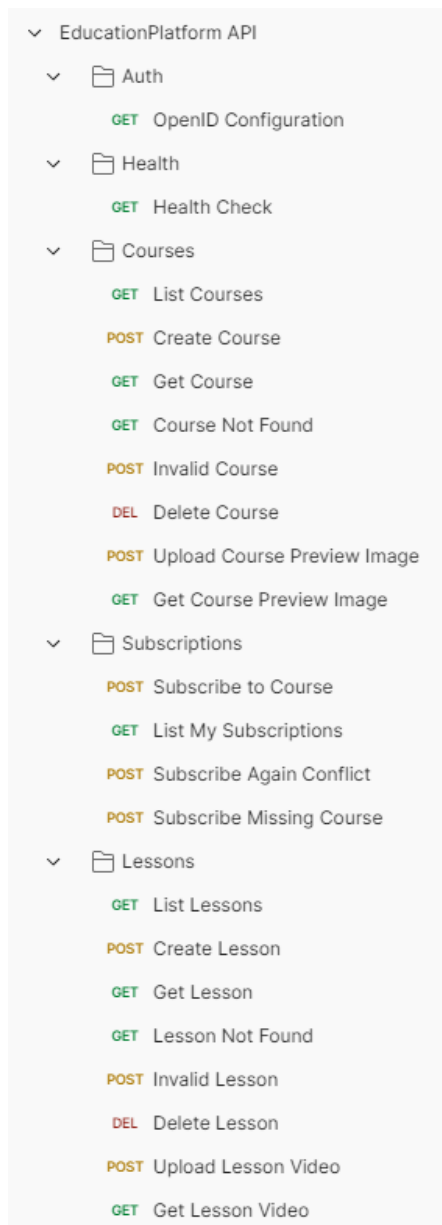 EducationPlatform API
Auth
GET OpenID Configuration
Health
GET Health Check
Courses
GET List Courses
POST Create Course
GET Get Course
GET Course Not Found
POST Invalid Course
DEL Delete Course
POST Upload Course Preview Image
GET Get Course Preview Image
Subscriptions
POST Subscribe to Course
GET List My Subscriptions
POST Subscribe Again Conflict
POST Subscribe Missing Course
Lessons
GET List Lessons
POST Create Lesson
GET Get Lesson
GET Lesson Not Found
POST Invalid Lesson
DEL Delete Lesson
POST Upload Lesson Video
GET Get Lesson Video